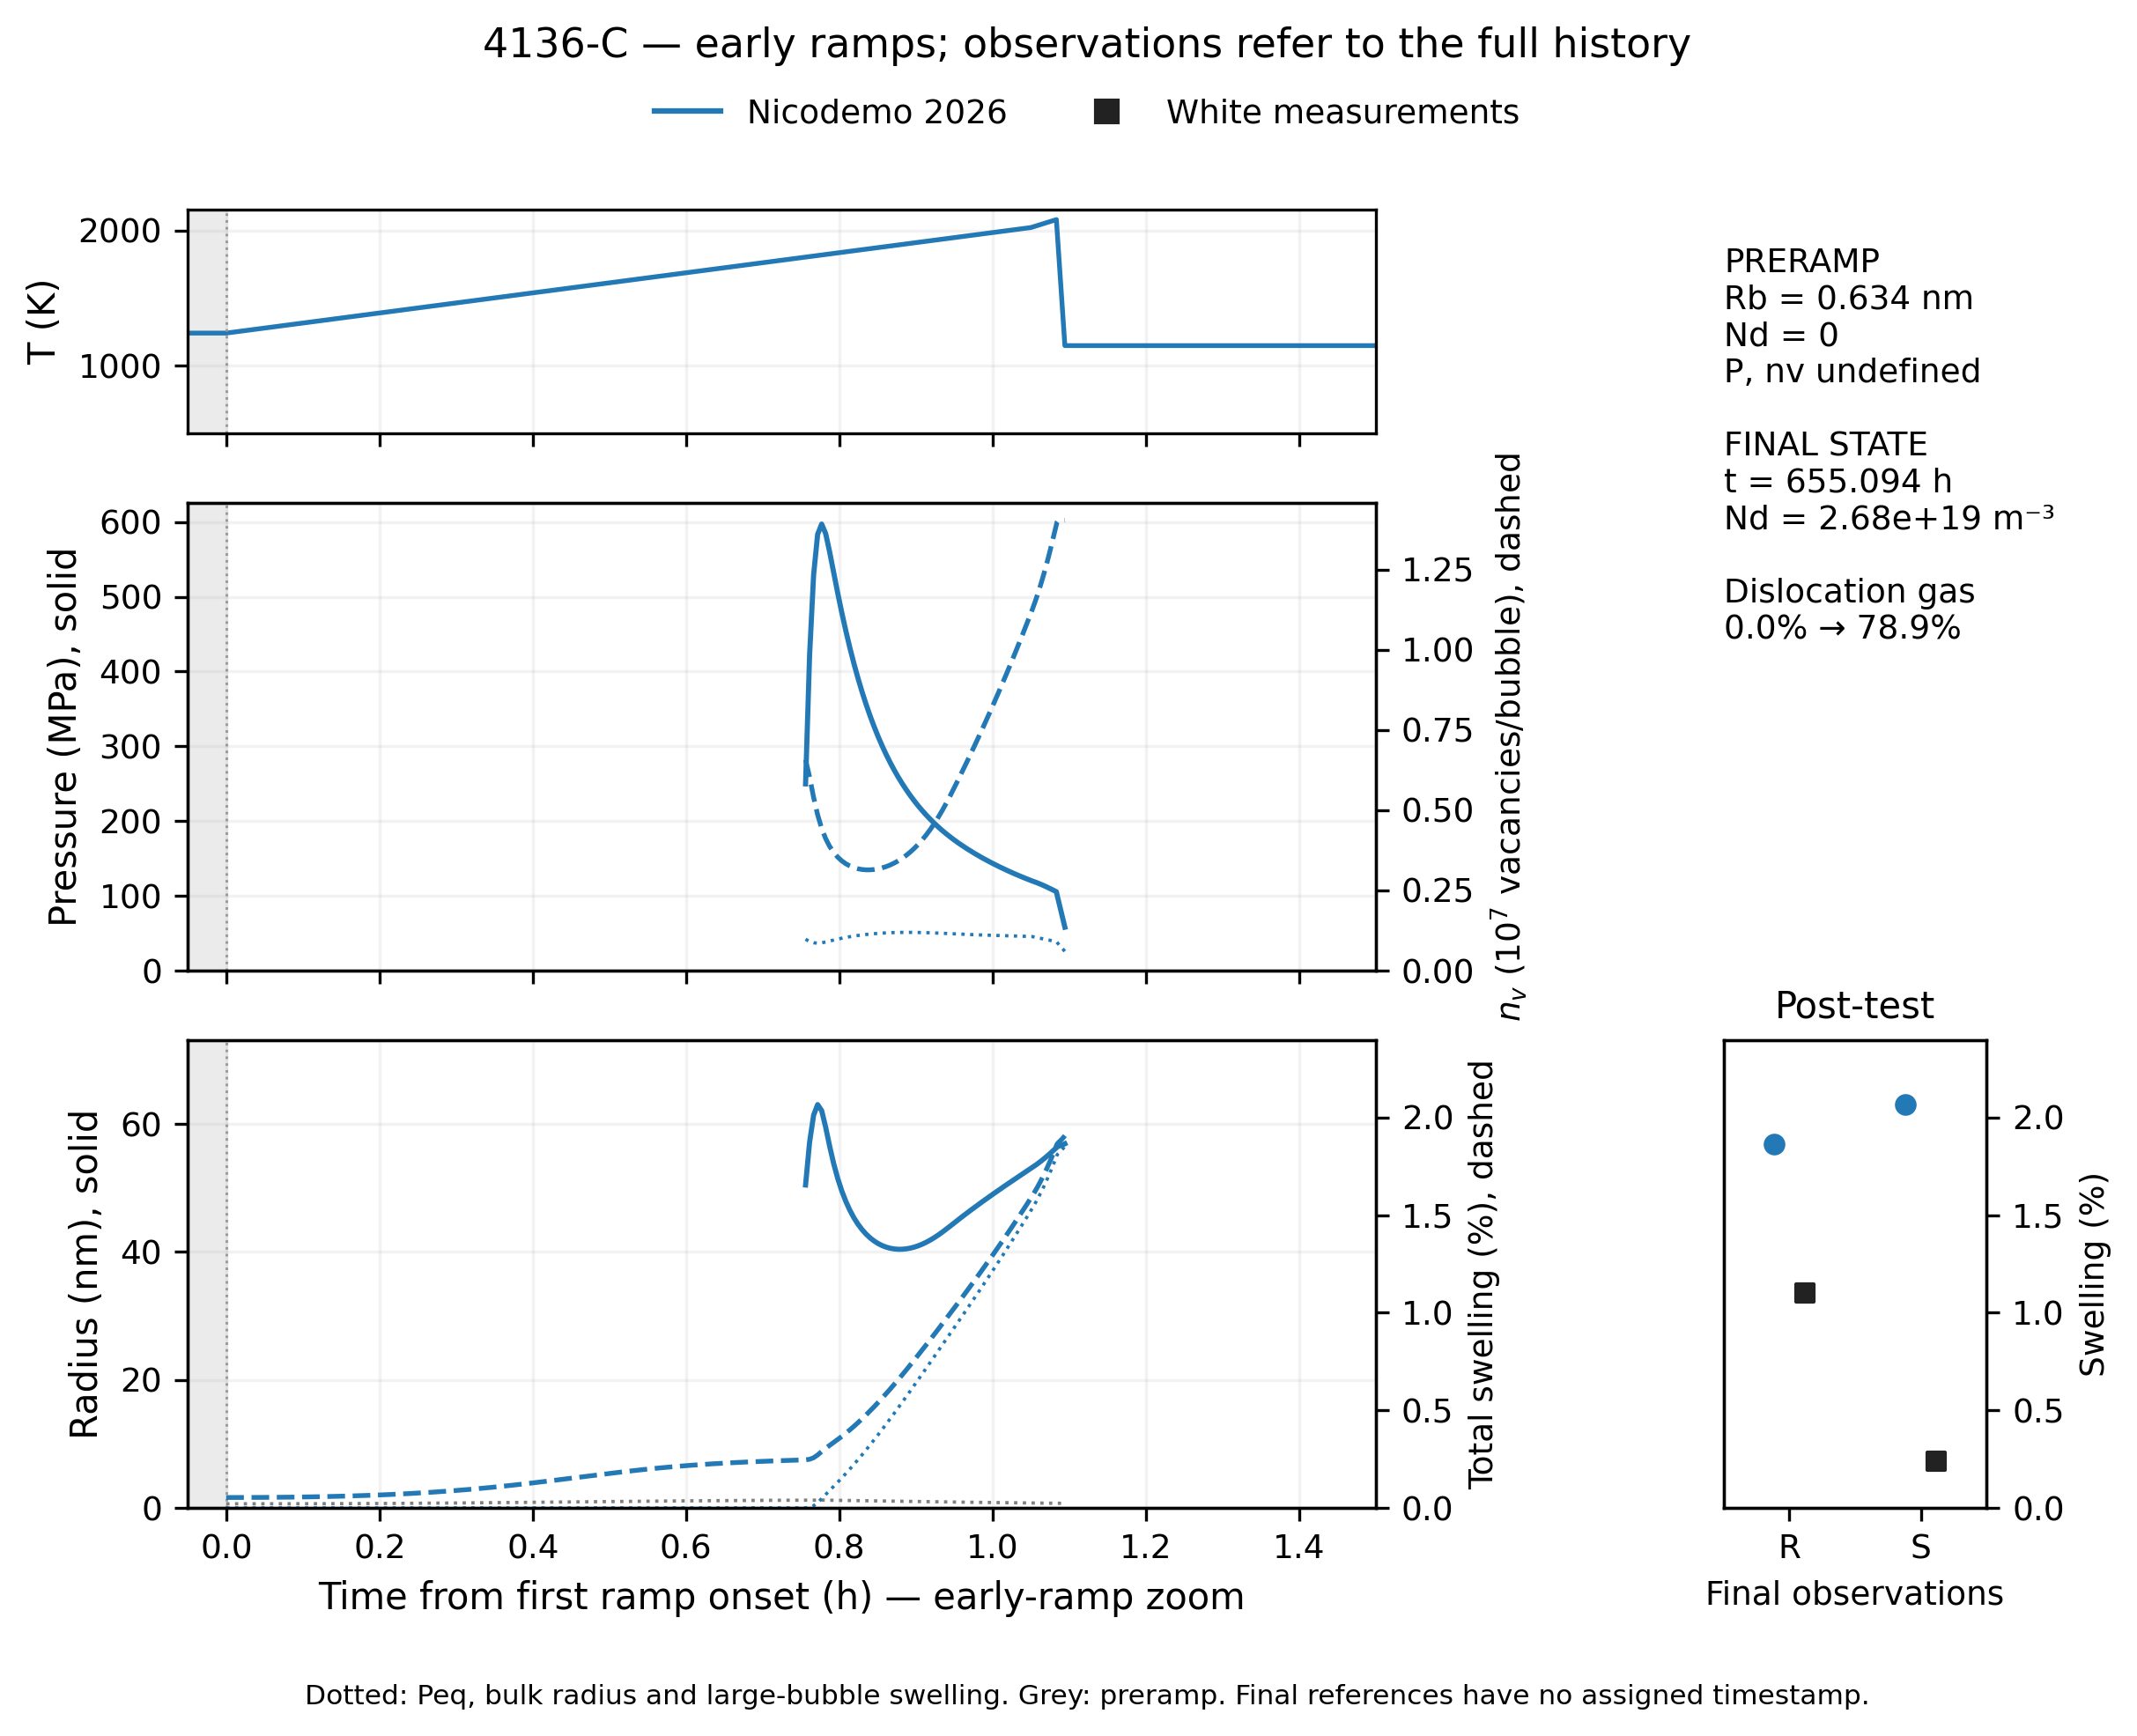 4136-C — early ramps; observations refer to the full history
Nicodemo 2026
White measurements
T (K)
2000
1000
PRERAMP
Rb = 0.634 nm
Nd = 0
P, nv undefined
FINAL STATE
t = 655.094 h
Nd = 2.68e+19 m⁻³
Dislocation gas
0.0% → 78.9%
Pressure (MPa), solid
600
500
400
300
200
100
0
1.25
1.00
0.75
0.50
0.25
0.00
n_v (10⁷ vacancies/bubble), dashed
Radius (nm), solid
60
40
20
0
2.0
1.5
1.0
0.5
0.0
Total swelling (%), dashed
0.0 0.2 0.4 0.6 0.8 1.0 1.2 1.4
Time from first ramp onset (h) — early-ramp zoom
Post-test
2.0
1.5
1.0
0.5
0.0
Swelling (%)
R S
Final observations
Dotted: Peq, bulk radius and large-bubble swelling. Grey: preramp. Final references have no assigned timestamp.